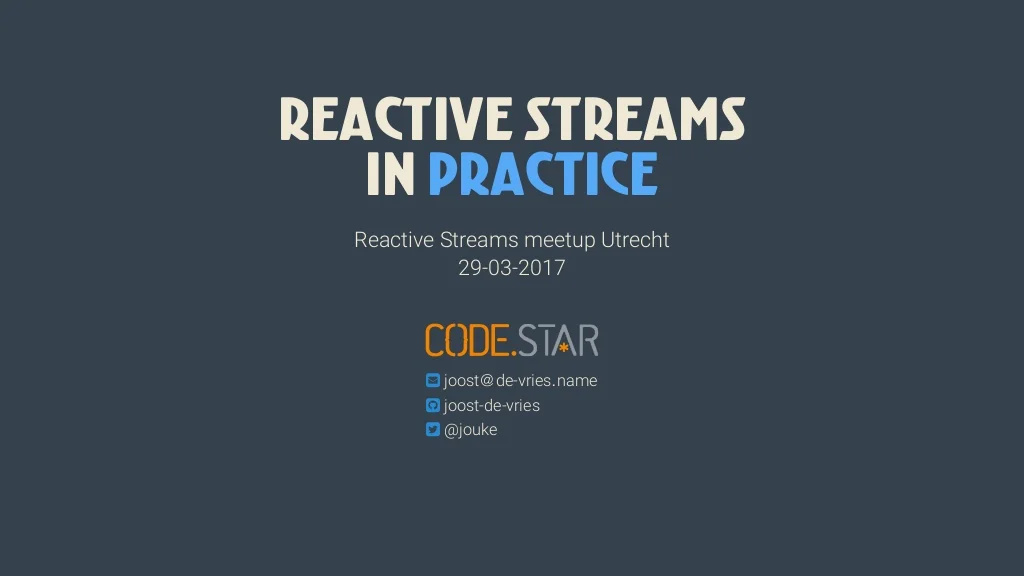 REACTIVE STREAMS
IN PRACTICE
Reactive Streams meetup Utrecht
29-03-2017
CODE.STAR
joost@de-vries.name
joost-de-vries
@jouke